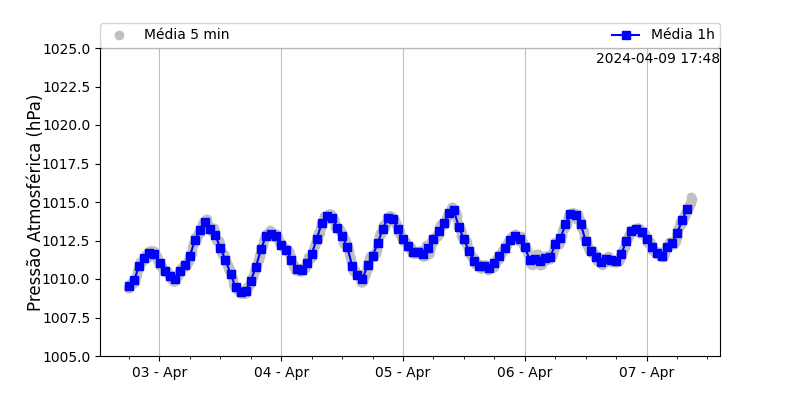 Média 5 min
Média 1h
2024-04-09 17:48
Pressão Atmosférica (hPa)
1025.0
1022.5
1020.0
1017.5
1015.0
1012.5
1010.0
1007.5
1005.0
03 - Apr
04 - Apr
05 - Apr
06 - Apr
07 - Apr